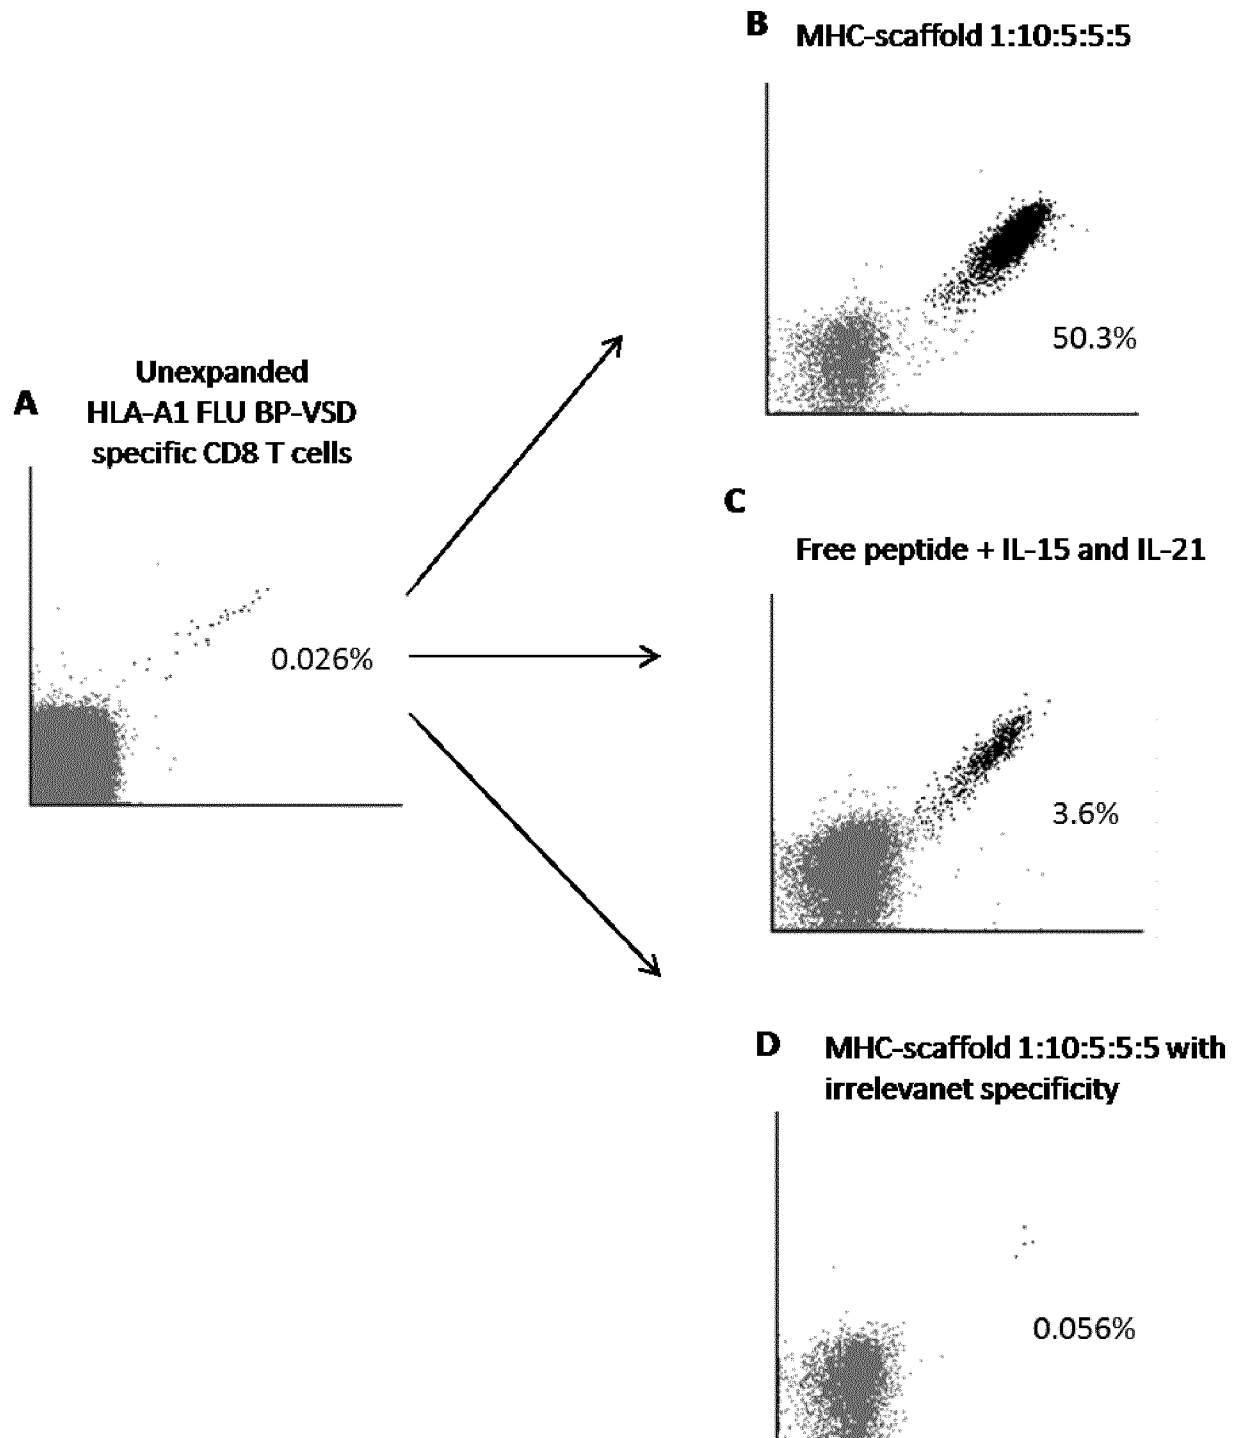 A
Unexpanded
HLA-A1 FLU BP-VSD
specific CD8 T cells
0.026%
B
MHC-scaffold 1:10:5:5:5
50.3%
C
Free peptide + IL-15 and IL-21
3.6%
D
MHC-scaffold 1:10:5:5:5 with
irrelevanet specificity
0.056%